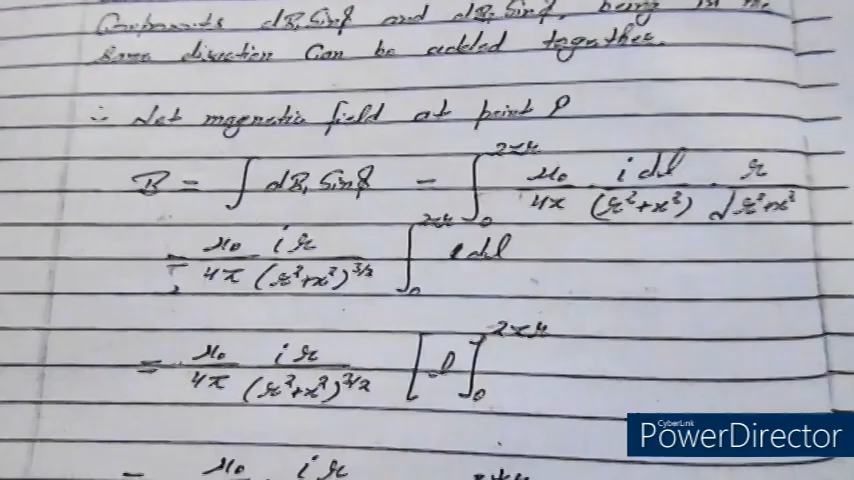 Components dB₁ Sinϕ and dB₂ Sinϕ, being in the
same direction Can be added together.
∴ Net magnetic field at point P
B = ∫ dB₁ Sinϕ = ∫₀^{2πr} μ₀/4π i dl/(r²+x²) r/√(r²+x²)
= μ₀/4π i r/(r²+x²)^{3/2} ∫₀^{2πr} dl
= μ₀/4π i r/(r²+x²)^{3/2} [l]₀^{2πr}
= μ₀ i r
CyberLink
PowerDirector